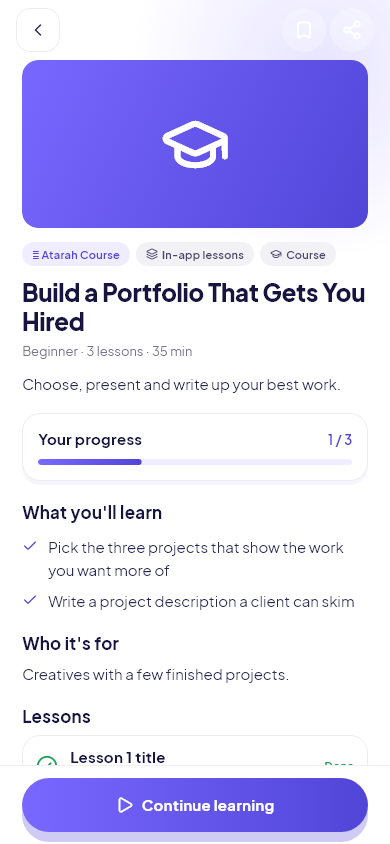 Atarah Course
In-app lessons
Course
Build a Portfolio That Gets You
Hired
Beginner · 3 lessons · 35 min
Choose, present and write up your best work.
Your progress
1 / 3
What you'll learn
Pick the three projects that show the work
you want more of
Write a project description a client can skim
Who it's for
Creatives with a few finished projects.
Lessons
Lesson 1 title
Done
Continue learning